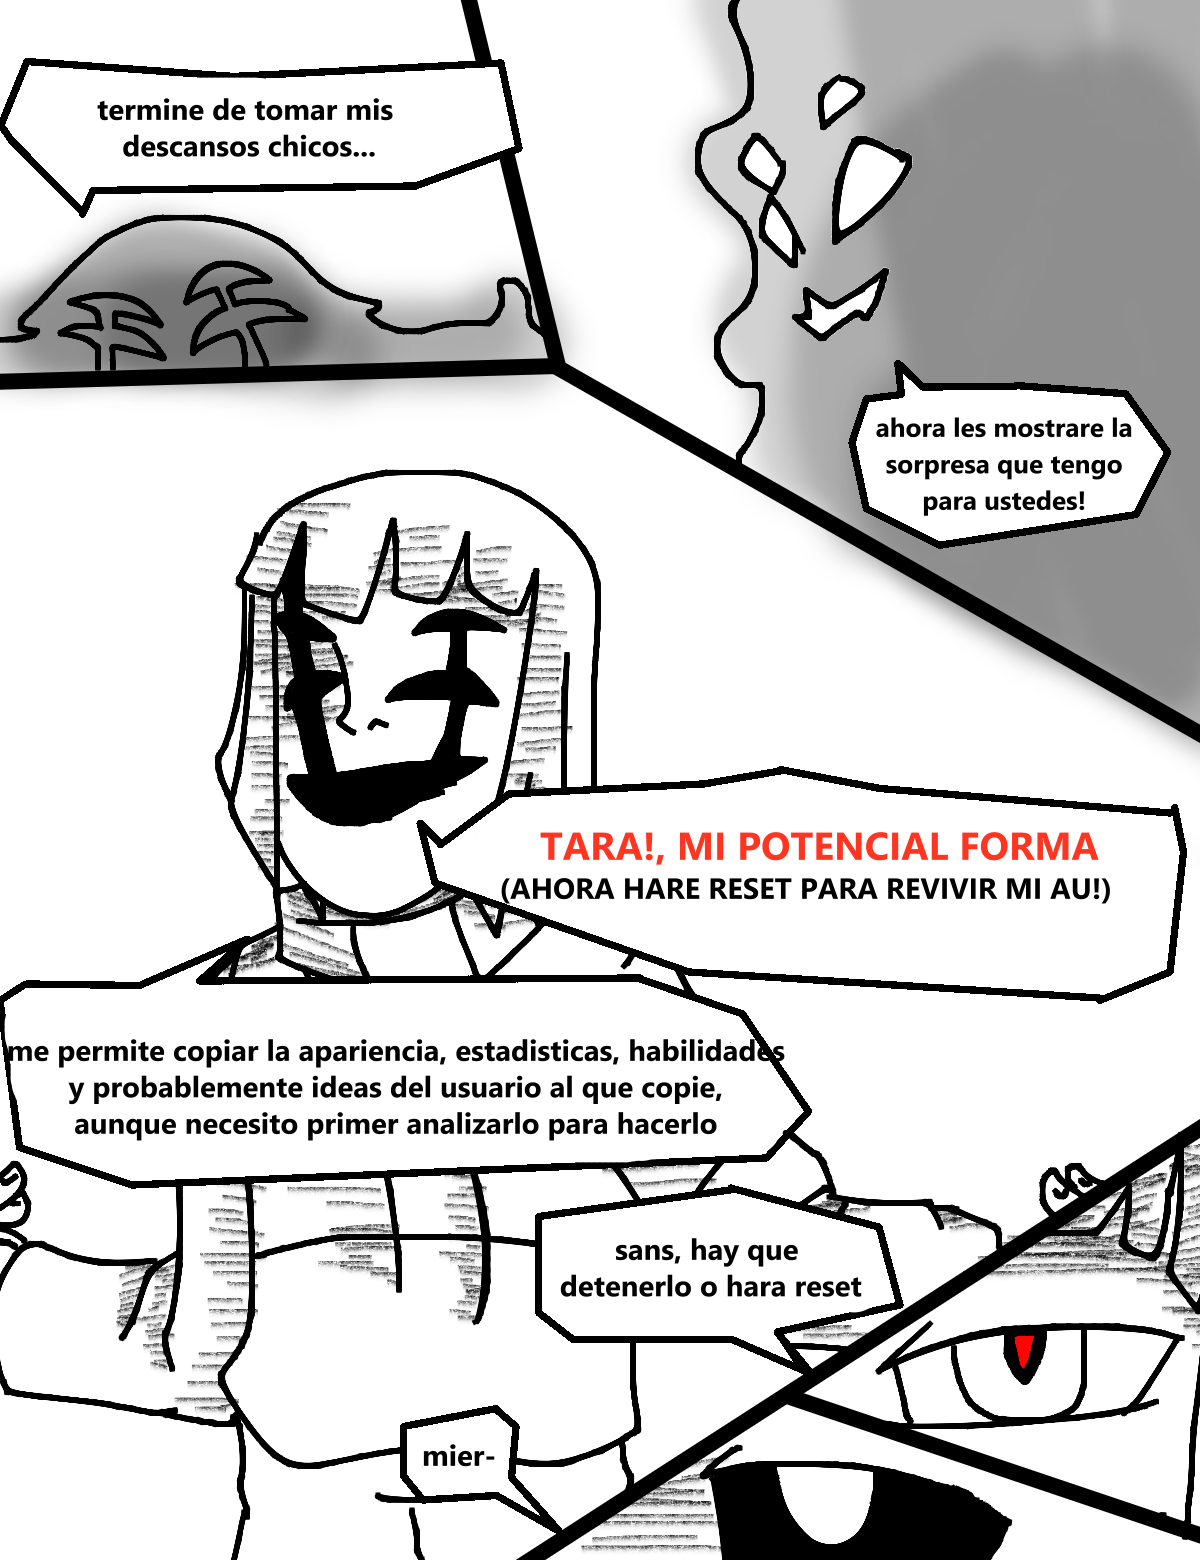 termine de tomar mis
descansos chicos...
ahora les mostrare la
sorpresa que tengo
para ustedes!
TARA!, MI POTENCIAL FORMA
(AHORA HARE RESET PARA REVIVIR MI AU!)
me permite copiar la apariencia, estadisticas, habilidades
y probablemente ideas del usuario al que copie,
aunque necesito primer analizarlo para hacerlo
sans, hay que
detenerlo o hara reset
mier-